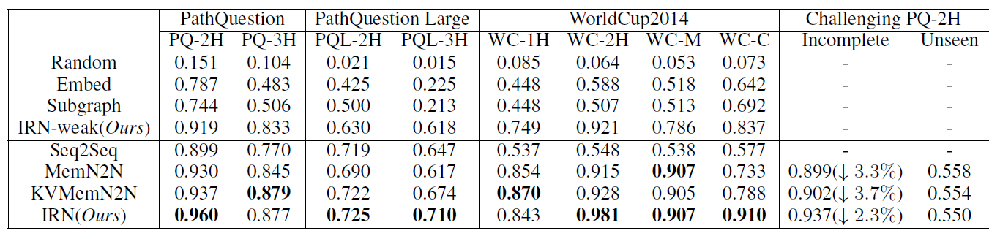 PathQuestion PathQuestion Large WorldCup2014 Challenging PQ-2H
PQ-2H PQ-3H PQL-2H PQL-3H WC-1H WC-2H WC-M WC-C Incomplete Unseen
Random 0.151 0.104 0.021 0.015 0.085 0.064 0.053 0.073 - -
Embed 0.787 0.483 0.425 0.225 0.448 0.588 0.518 0.642 - -
Subgraph 0.744 0.506 0.500 0.213 0.448 0.507 0.513 0.692 - -
IRN-weak(Ours) 0.919 0.833 0.630 0.618 0.749 0.921 0.786 0.837 - -
Seq2Seq 0.899 0.770 0.719 0.647 0.537 0.548 0.538 0.577 - -
MemN2N 0.930 0.845 0.690 0.617 0.854 0.915 0.907 0.733 0.899(↓ 3.3%) 0.558
KVMemN2N 0.937 0.879 0.722 0.674 0.870 0.928 0.905 0.788 0.902(↓ 3.7%) 0.554
IRN(Ours) 0.960 0.877 0.725 0.710 0.843 0.981 0.907 0.910 0.937(↓ 2.3%) 0.550